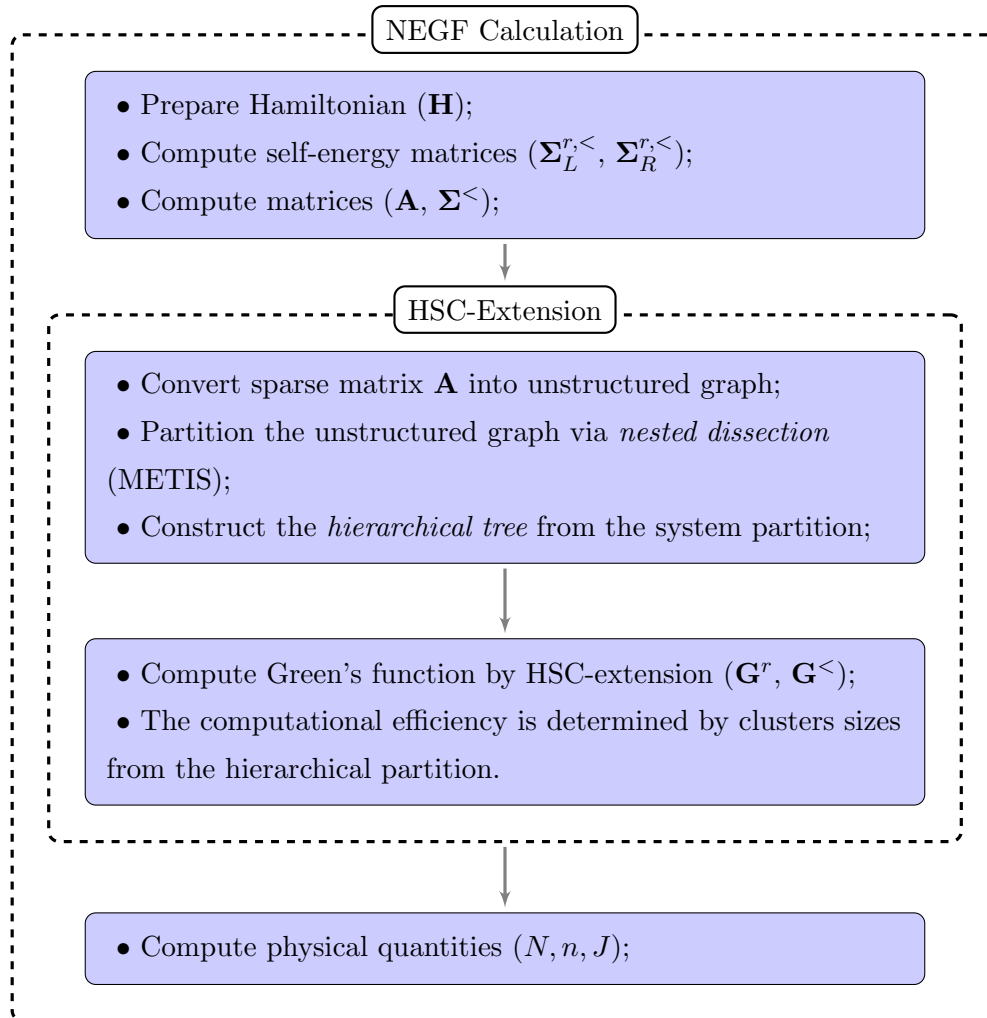 NEGF Calculation
• Prepare Hamiltonian (𝐇);
• Compute self-energy matrices (𝚺_L^{r,<}, 𝚺_R^{r,<});
• Compute matrices (𝐀, 𝚺^<);
HSC-Extension
• Convert sparse matrix 𝐀 into unstructured graph;
• Partition the unstructured graph via nested dissection
(METIS);
• Construct the hierarchical tree from the system partition;
• Compute Green's function by HSC-extension (𝐆^r, 𝐆^<);
• The computational efficiency is determined by clusters sizes
from the hierarchical partition.
• Compute physical quantities (N, n, J);